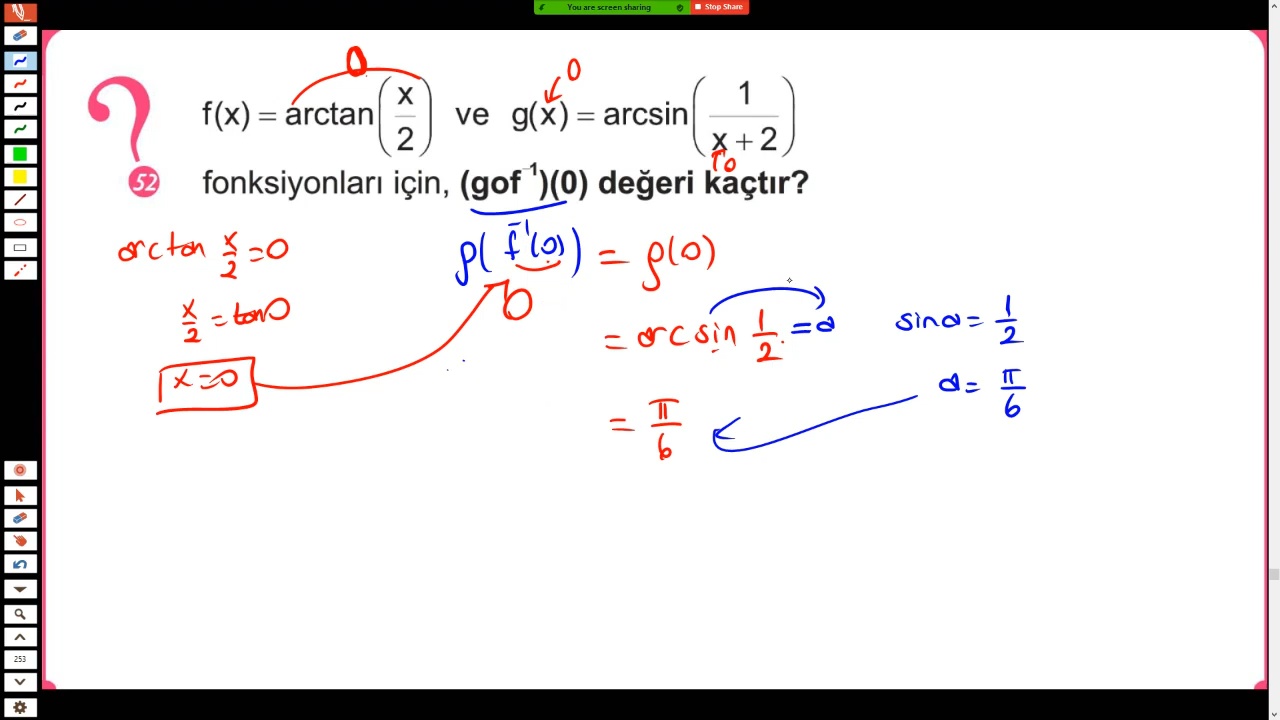 You are screen sharing Stop Share
0
0
f(x) = arctan(x/2) ve g(x) = arcsin(1/(x + 2))
0
52 fonksiyonları için, (gof⁻¹)(0) değeri kaçtır?
arctan x/2 = 0
g(f⁻¹(0)) = g(0)
x/2 = tan0
0
= arcsin 1/2 = a
sina = 1/2
x = 0
a = π/6
= π/6
253